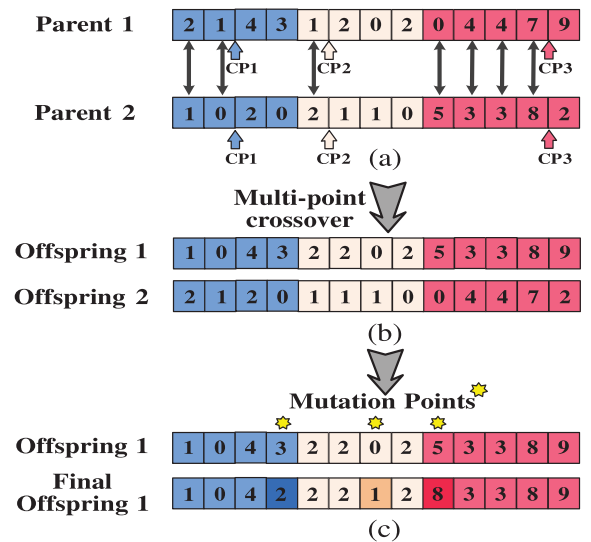 Parent 1 2 1 4 3 1 2 0 2 0 4 4 7 9
CP1 CP2 CP3
Parent 2 1 0 2 0 2 1 1 0 5 3 3 8 2
CP1 CP2 CP3
(a)
Multi-point
crossover
Offspring 1 1 0 4 3 2 2 0 2 5 3 3 8 9
Offspring 2 2 1 2 0 1 1 1 0 0 4 4 7 2
(b)
Mutation Points
Offspring 1 1 0 4 3 2 2 0 2 5 3 3 8 9
Final
Offspring 1 1 0 4 2 2 2 1 2 8 3 3 8 9
(c)